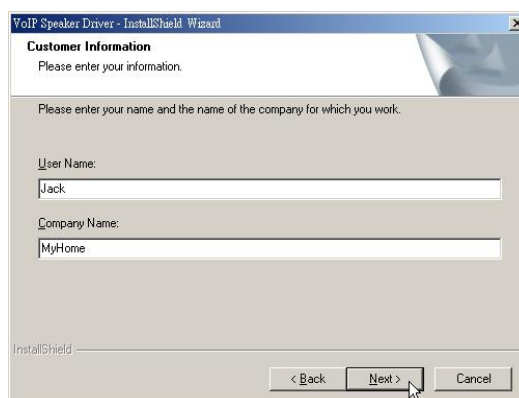 VoIP Speaker Driver - InstallShield Wizard
Customer Information
Please enter your information.
Please enter your name and the name of the company for which you work.
User Name:
Jack
Company Name:
MyHome
InstallShield
< Back Next > Cancel